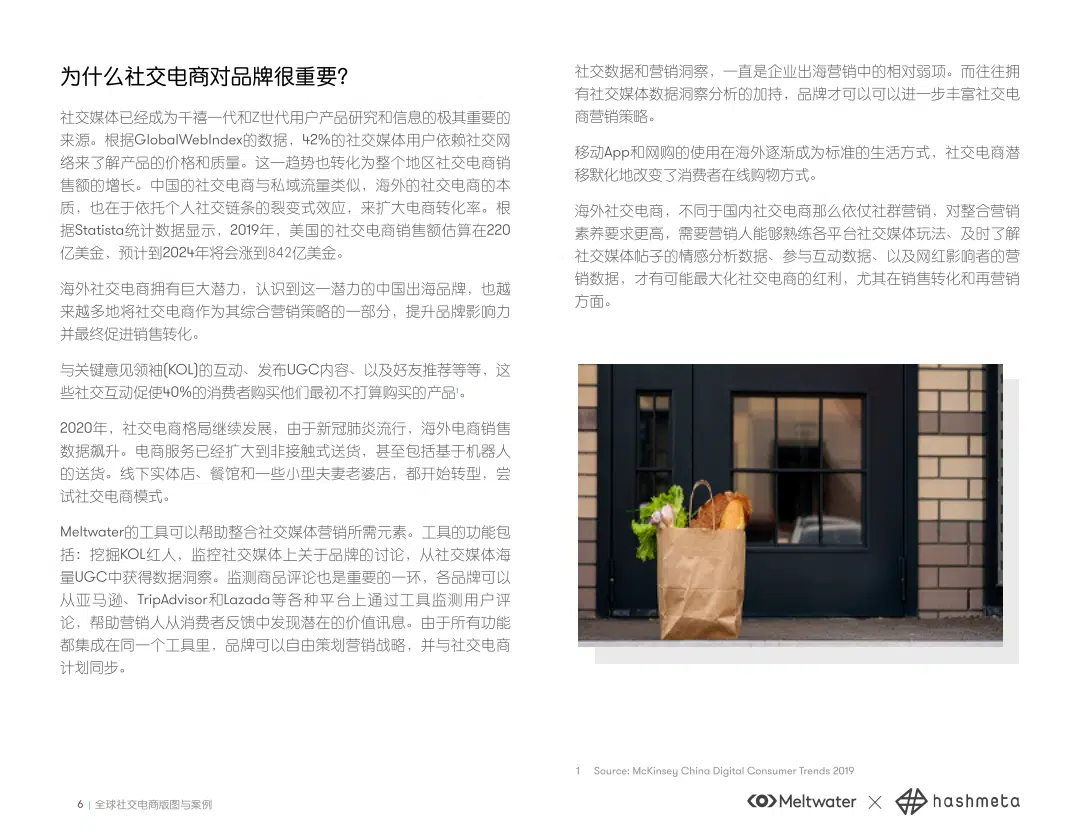 为什么社交电商对品牌很重要?
社交媒体已经成为千禧一代和Z世代用户产品研究和信息的极其重要的
来源。根据GlobalWebIndex的数据，42%的社交媒体用户依赖社交网
络来了解产品的价格和质量。这一趋势也转化为整个地区社交电商销
售额的增长。中国的社交电商与私域流量类似，海外的社交电商的本
质，也在于依托个人社交链条的裂变式效应，来扩大电商转化率。根
据Statista统计数据显示，2019年，美国的社交电商销售额估算在220
亿美金，预计到2024年将会涨到842亿美金。
海外社交电商拥有巨大潜力，认识到这一潜力的中国出海品牌，也越
来越多地将社交电商作为其综合营销策略的一部分，提升品牌影响力
并最终促进销售转化。
与关键意见领袖(KOL)的互动、发布UGC内容、以及好友推荐等等，这
些社交互动促使40%的消费者购买他们最初不打算购买的产品¹。
2020年，社交电商格局继续发展，由于新冠肺炎流行，海外电商销售
数据飙升。电商服务已经扩大到非接触式送货，甚至包括基于机器人
的送货。线下实体店、餐馆和一些小型夫妻老婆店，都开始转型，尝
试社交电商模式。
Meltwater的工具可以帮助整合社交媒体营销所需元素。工具的功能包
括：挖掘KOL红人，监控社交媒体上关于品牌的讨论，从社交媒体海
量UGC中获得数据洞察。监测商品评论也是重要的一环，各品牌可以
从亚马逊、TripAdvisor和Lazada等各种平台上通过工具监测用户评
论，帮助营销人从消费者反馈中发现潜在的价值讯息。由于所有功能
都集成在同一个工具里，品牌可以自由策划营销战略，并与社交电商
计划同步。
社交数据和营销洞察，一直是企业出海营销中的相对弱项。而往往拥
有社交媒体数据洞察分析的加持，品牌才可以可以进一步丰富社交电
商营销策略。
移动App和网购的使用在海外逐渐成为标准的生活方式，社交电商潜
移默化地改变了消费者在线购物方式。
海外社交电商，不同于国内社交电商那么依仗社群营销，对整合营销
素养要求更高，需要营销人能够熟练各平台社交媒体玩法、及时了解
社交媒体帖子的情感分析数据、参与互动数据、以及网红影响者的营
销数据，才有可能最大化社交电商的红利，尤其在销售转化和再营销
方面。
1 Source: McKinsey China Digital Consumer Trends 2019
6 | 全球社交电商版图与案例
Meltwater × hashmeta